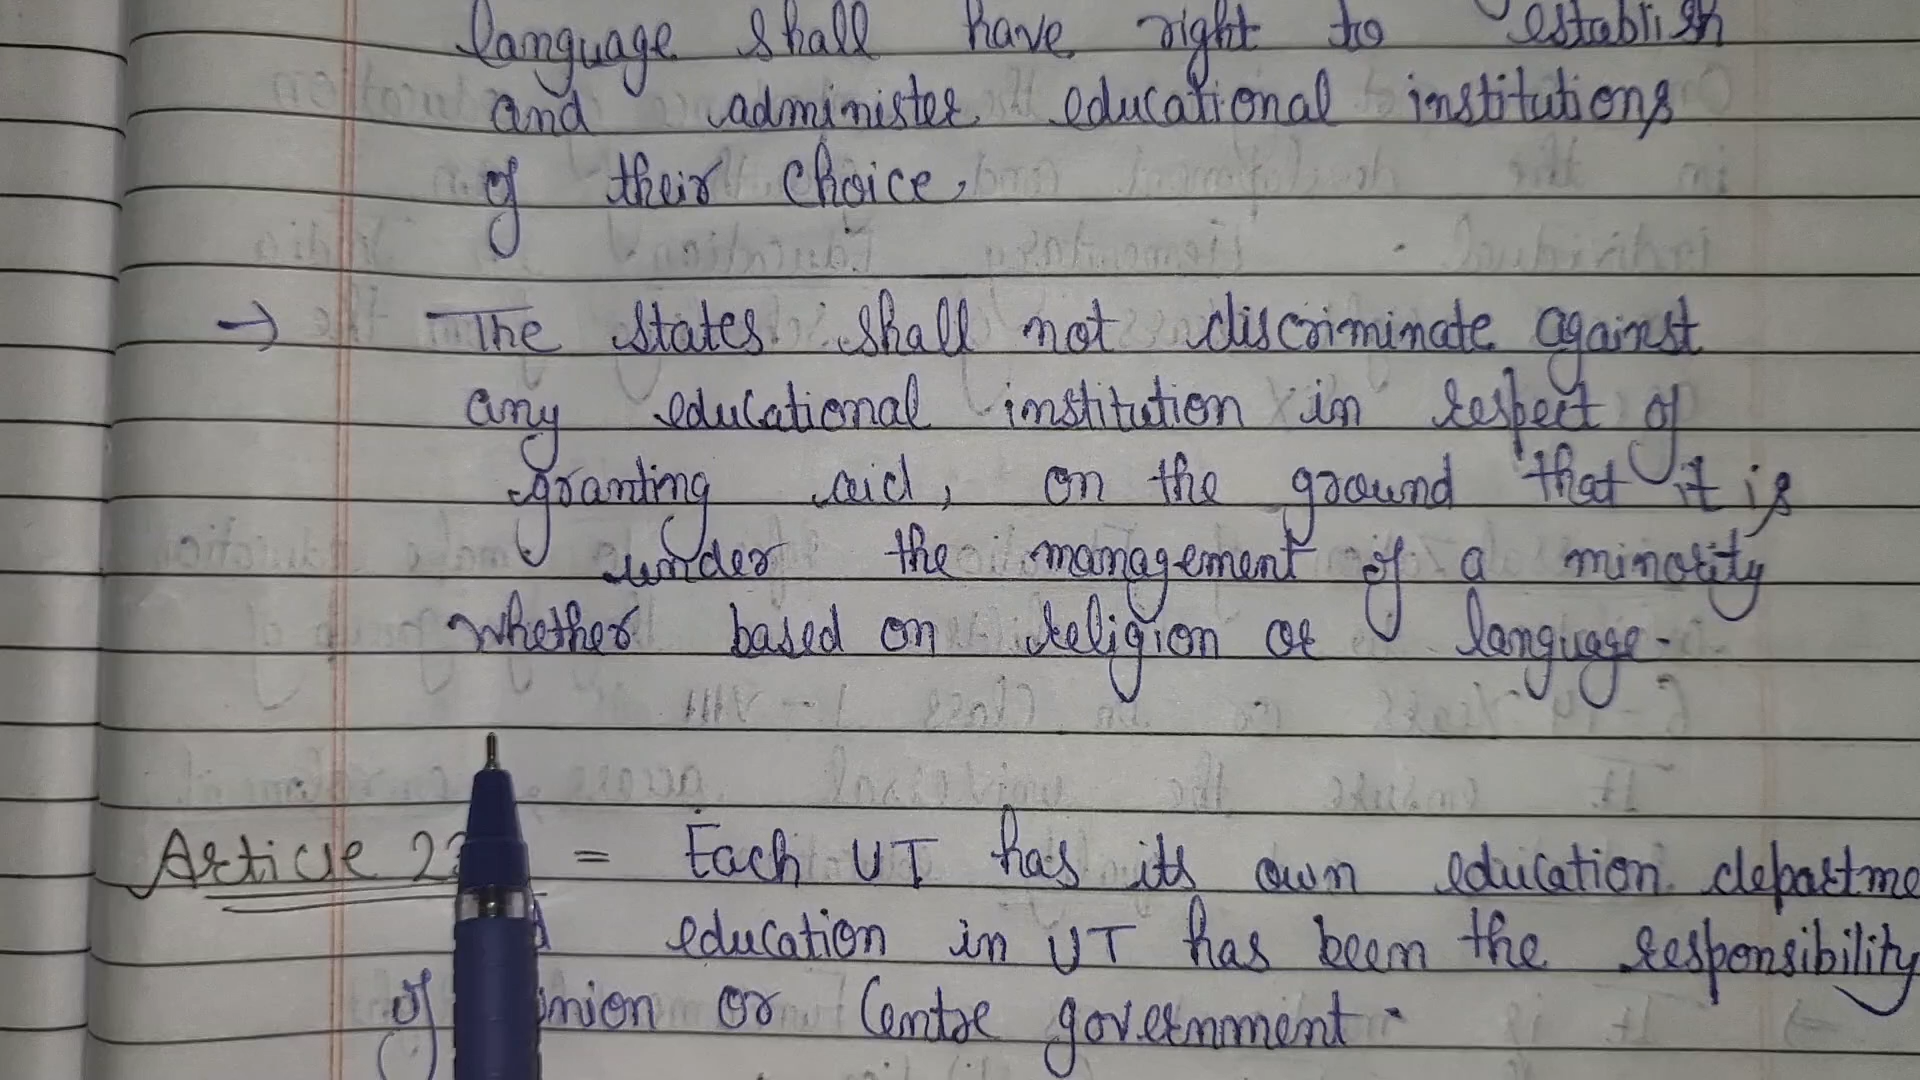 language shall have right to establish
and administer educational institutions
of their choice.
→ The states shall not discriminate against
any educational institution in respect of
granting aid, on the ground that it is
under the management of a minority
whether based on religion or language.
Article = Each UT has its own education departme
education in UT has been the responsibility
of or Centre government.